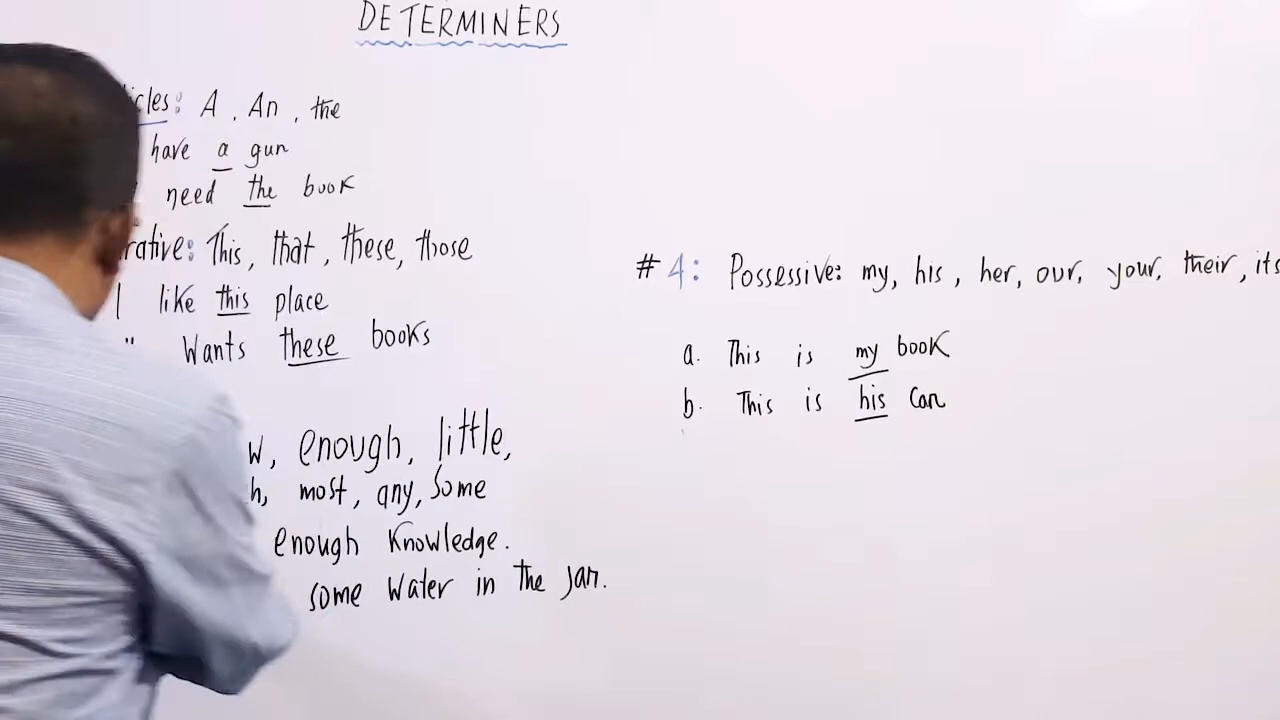 DETERMINERS
cles: A, An, the
have a gun
need the book
rative: This, that, these, those
I like this place
" Wants these books
w, enough, little,
h, most, any, some
enough Knowledge.
some Water in the Jar.
# 4: Possessive: my, his, her, our, your, their, its
a. This is my book
b. This is his Car